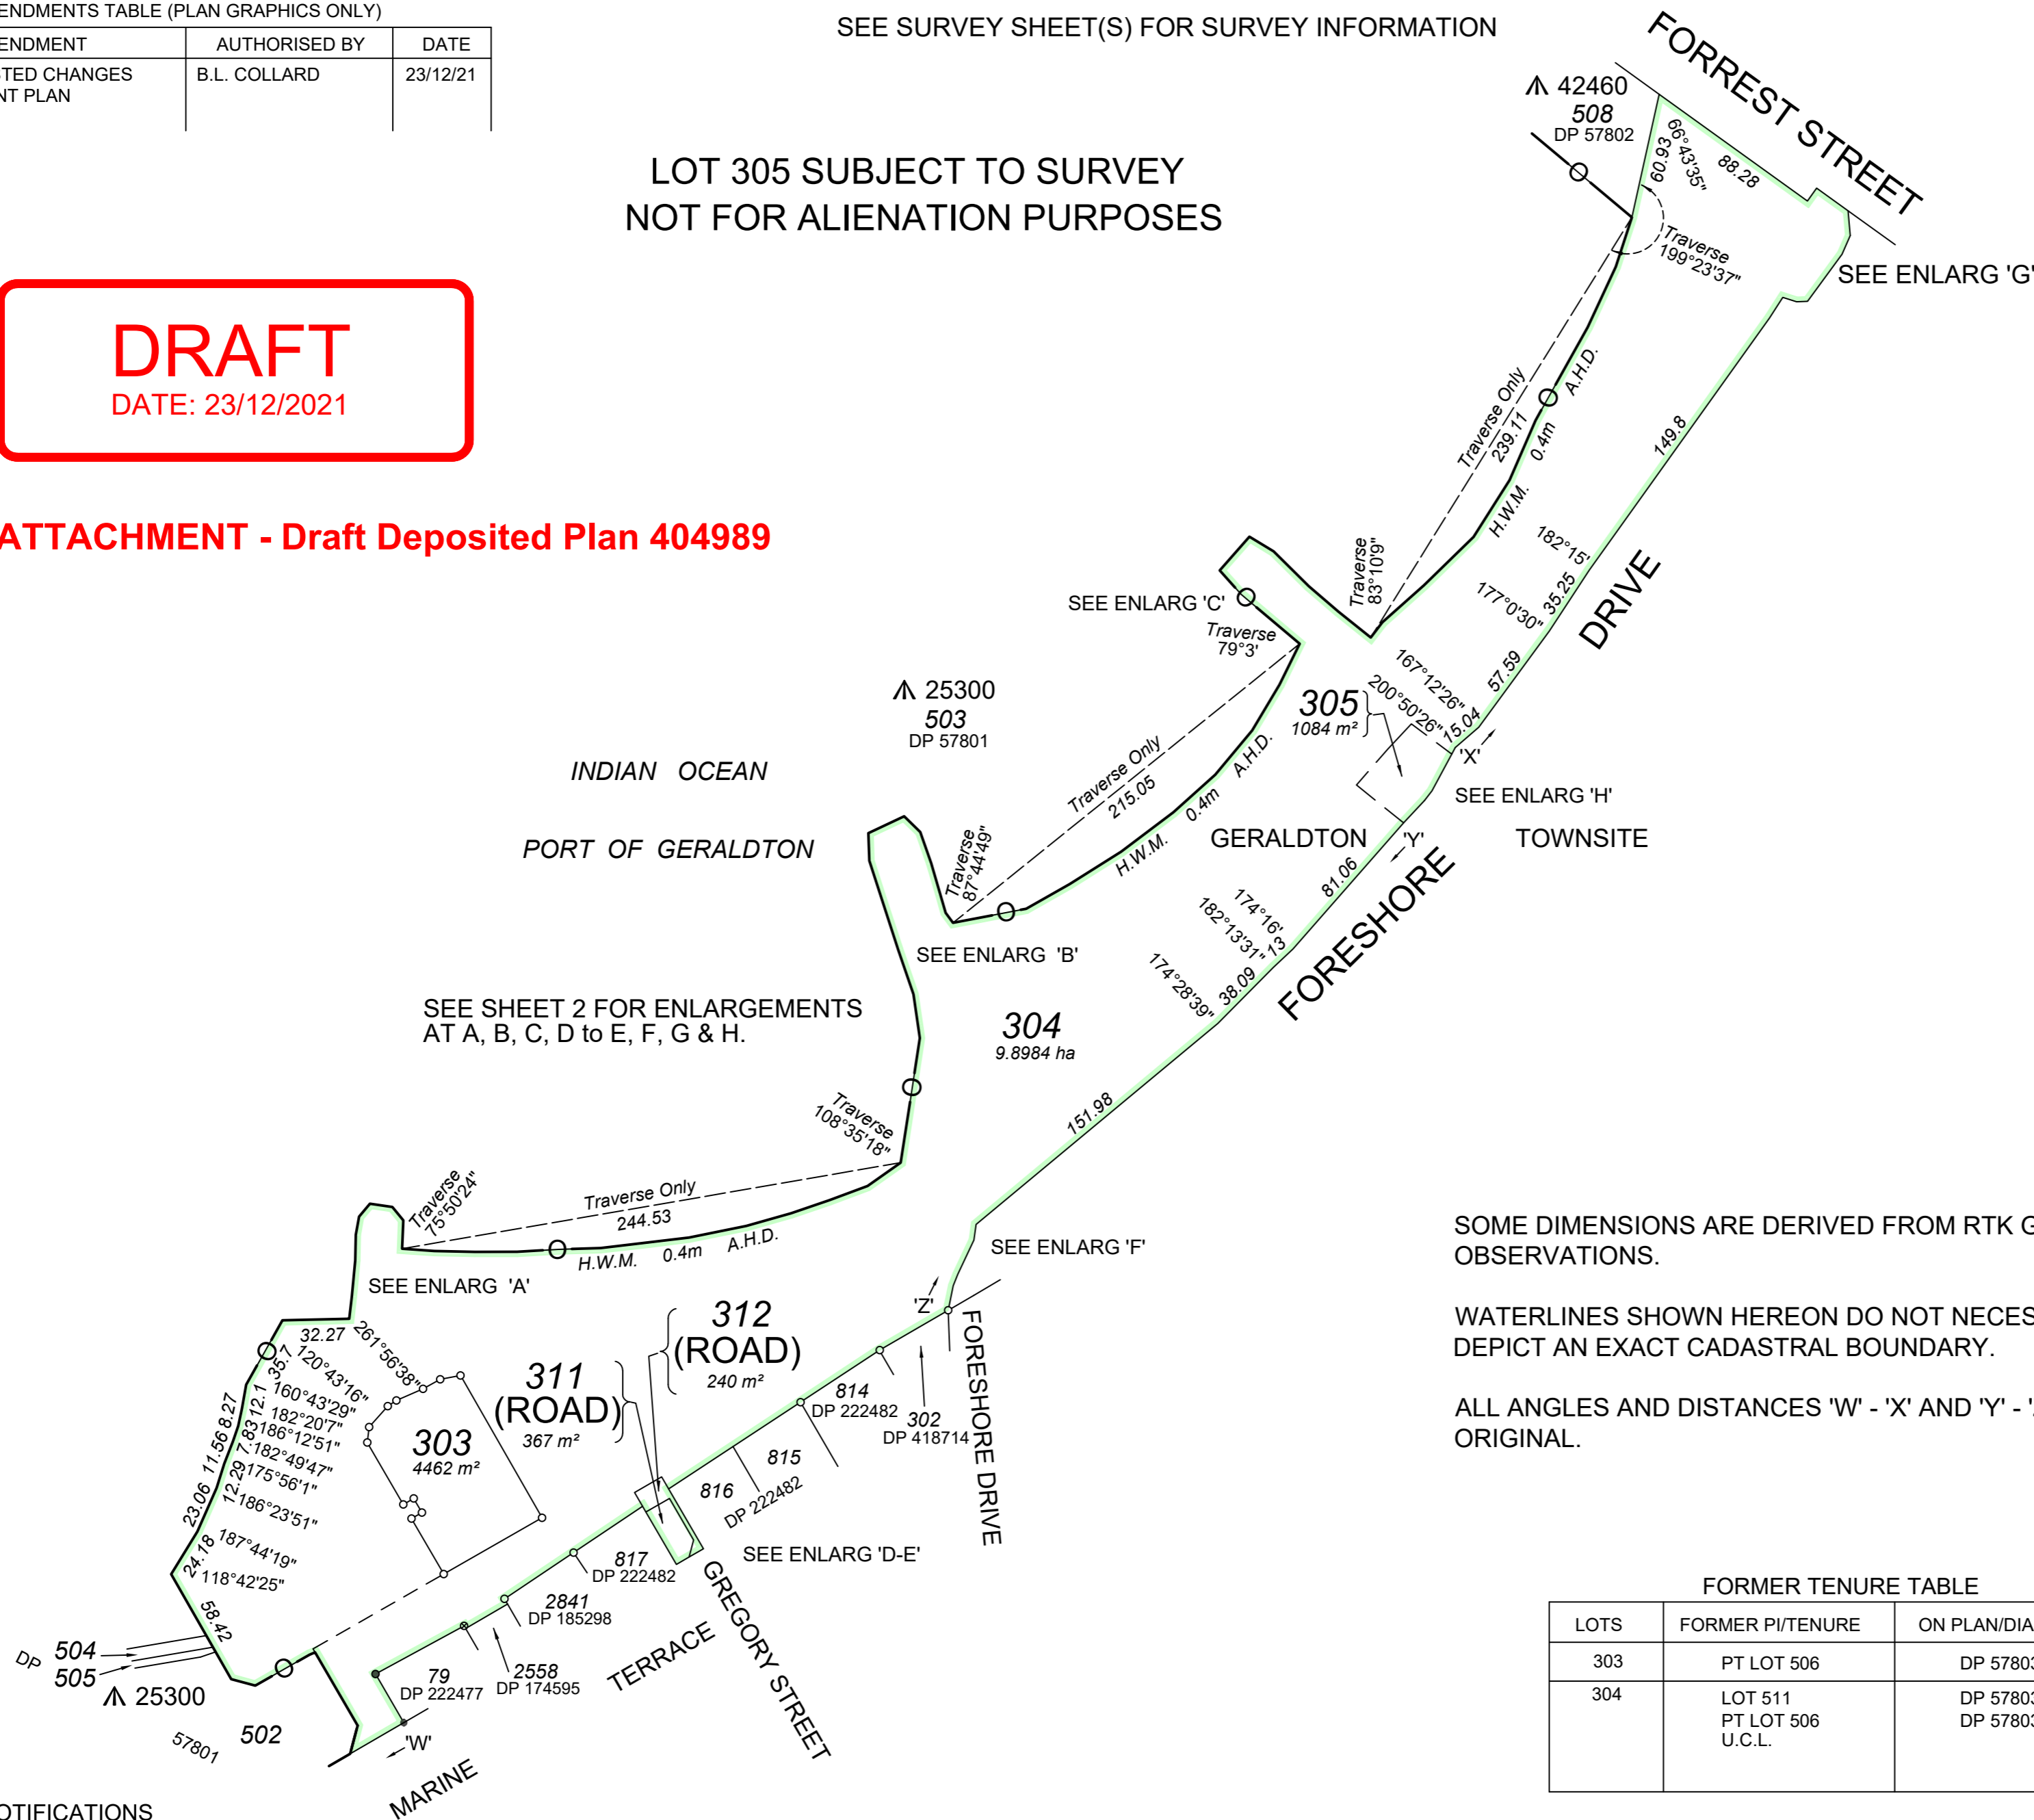 ENDMENTS TABLE (PLAN GRAPHICS ONLY)
ENDMENT AUTHORISED BY DATE
STED CHANGES B.L. COLLARD 23/12/21
NT PLAN
SEE SURVEY SHEET(S) FOR SURVEY INFORMATION
LOT 305 SUBJECT TO SURVEY
NOT FOR ALIENATION PURPOSES
DRAFT
DATE: 23/12/2021
ATTACHMENT - Draft Deposited Plan 404989
FORREST STREET
42460
508
DP 57802
60.93
66°43'35"
88.28
Traverse
199°23'37"
SEE ENLARG 'G'
Traverse Only
239.11
H.W.M. 0.4m A.H.D.
149.8
182°15'
35.25
177°0'30"
DRIVE
57.59
167°12'26"
200°50'26"
15.04
'X'
Traverse
83°10'9"
SEE ENLARG 'C'
Traverse
79°3'
305
1084 m²
25300
503
DP 57801
INDIAN OCEAN
PORT OF GERALDTON
Traverse Only
215.05
H.W.M. 0.4m A.H.D.
SEE ENLARG 'H'
GERALDTON TOWNSITE
'Y'
FORESHORE
81.06
174°16'
13
182°13'31"
38.09
174°28'39"
Traverse
87°44'49"
SEE ENLARG 'B'
SEE SHEET 2 FOR ENLARGEMENTS
AT A, B, C, D to E, F, G & H.
304
9.8984 ha
151.98
Traverse
108°35'18"
Traverse
75°50'24"
Traverse Only
244.53
H.W.M. 0.4m A.H.D.
SEE ENLARG 'A'
SEE ENLARG 'F'
'Z'
FORESHORE DRIVE
SOME DIMENSIONS ARE DERIVED FROM RTK G
OBSERVATIONS.
WATERLINES SHOWN HEREON DO NOT NECES
DEPICT AN EXACT CADASTRAL BOUNDARY.
ALL ANGLES AND DISTANCES 'W' - 'X' AND 'Y' - '
ORIGINAL.
312
(ROAD)
240 m²
311
(ROAD)
367 m²
303
4462 m²
32.27
261°56'38"
35.7
120°43'16"
12.1
160°43'29"
8.27
182°20'7"
7.83
186°12'51"
11.56
182°49'47"
12.29
175°56'1"
23.06
186°23'51"
24.18
187°44'19"
118°42'25"
58.42
814
DP 222482
302
DP 418714
815
816
DP 222482
SEE ENLARG 'D-E'
817
DP 222482
2841
DP 185298
2558
DP 174595
79
DP 222477
'W'
MARINE TERRACE
GREGORY STREET
DP
504
505
25300
502
57801
FORMER TENURE TABLE
LOTS FORMER PI/TENURE ON PLAN/DIA
303 PT LOT 506 DP 57803
304 LOT 511 DP 57803
PT LOT 506 DP 57803
U.C.L.
OTIFICATIONS